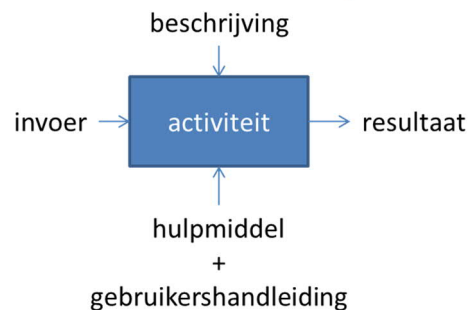 beschrijving
invoer
activiteit
resultaat
hulpmiddel
+
gebruikershandleiding